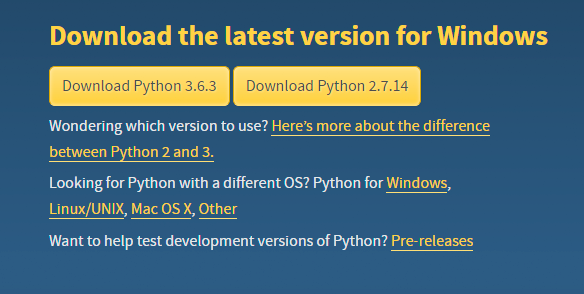 Download the latest version for Windows
Download Python 3.6.3 Download Python 2.7.14
Wondering which version to use? Here’s more about the difference
between Python 2 and 3.
Looking for Python with a different OS? Python for Windows,
Linux/UNIX, Mac OS X, Other
Want to help test development versions of Python? Pre-releases